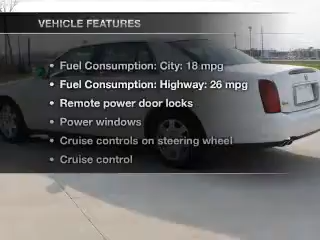 VEHICLE FEATURES
• Fuel Consumption: City: 18 mpg
• Fuel Consumption: Highway: 26 mpg
• Remote power door locks
• Power windows
• Cruise controls on steering wheel
• Cruise control